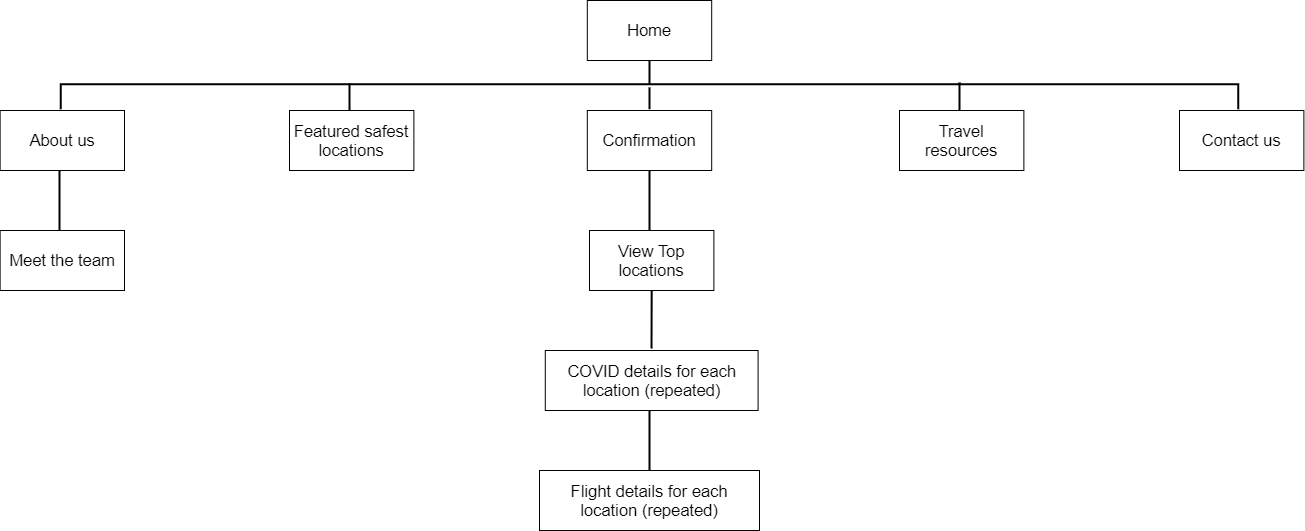 Home
About us
Featured safest
locations
Confirmation
Travel
resources
Contact us
Meet the team
View Top
locations
COVID details for each
location (repeated)
Flight details for each
location (repeated)